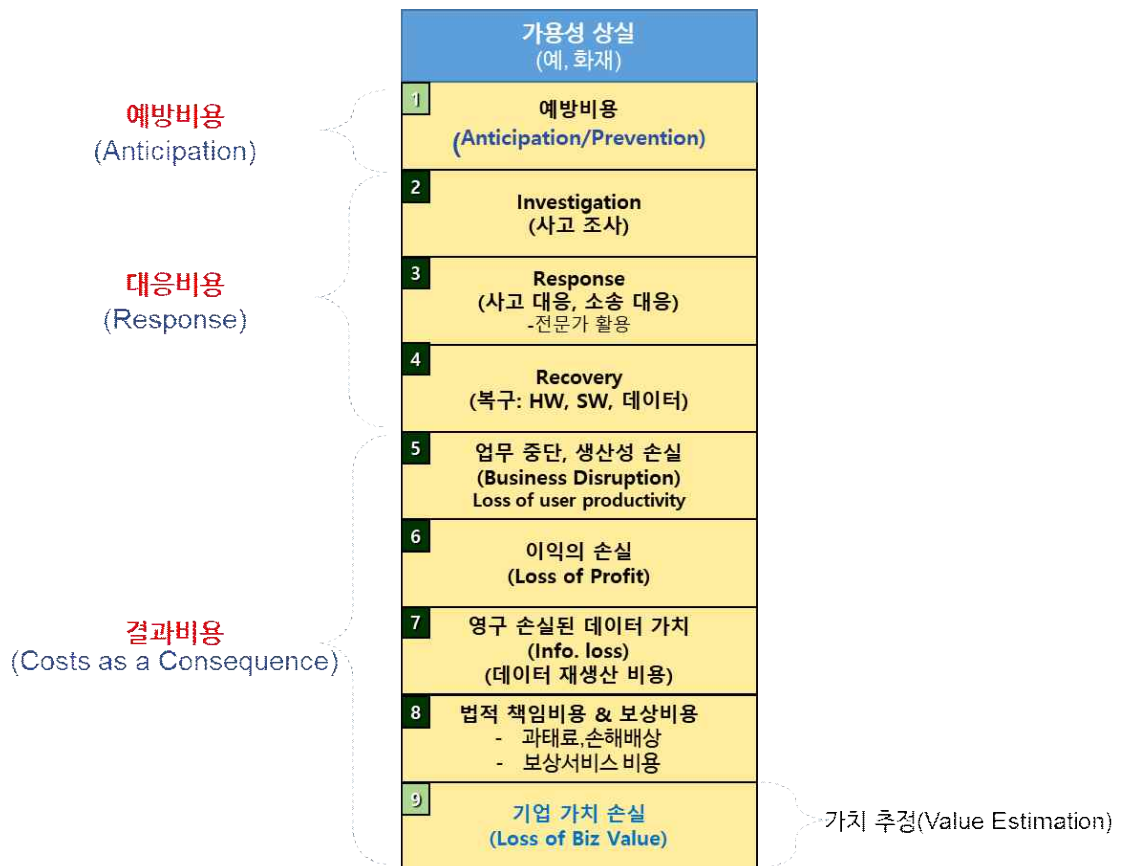 가용성 상실
(예, 화재)
예방비용
(Anticipation)
1
예방비용
(Anticipation/Prevention)
2
Investigation
(사고 조사)
대응비용
(Response)
3
Response
(사고 대응, 소송 대응)
-전문가 활용
4
Recovery
(복구: HW, SW, 데이터)
5
업무 중단, 생산성 손실
(Business Disruption)
Loss of user productivity
6
이익의 손실
(Loss of Profit)
결과비용
(Costs as a Consequence)
7
영구 손실된 데이터 가치
(Info. loss)
(데이터 재생산 비용)
8
법적 책임비용 & 보상비용
- 과태료,손해배상
- 보상서비스 비용
9
기업 가치 손실
(Loss of Biz Value)
가치 추정(Value Estimation)